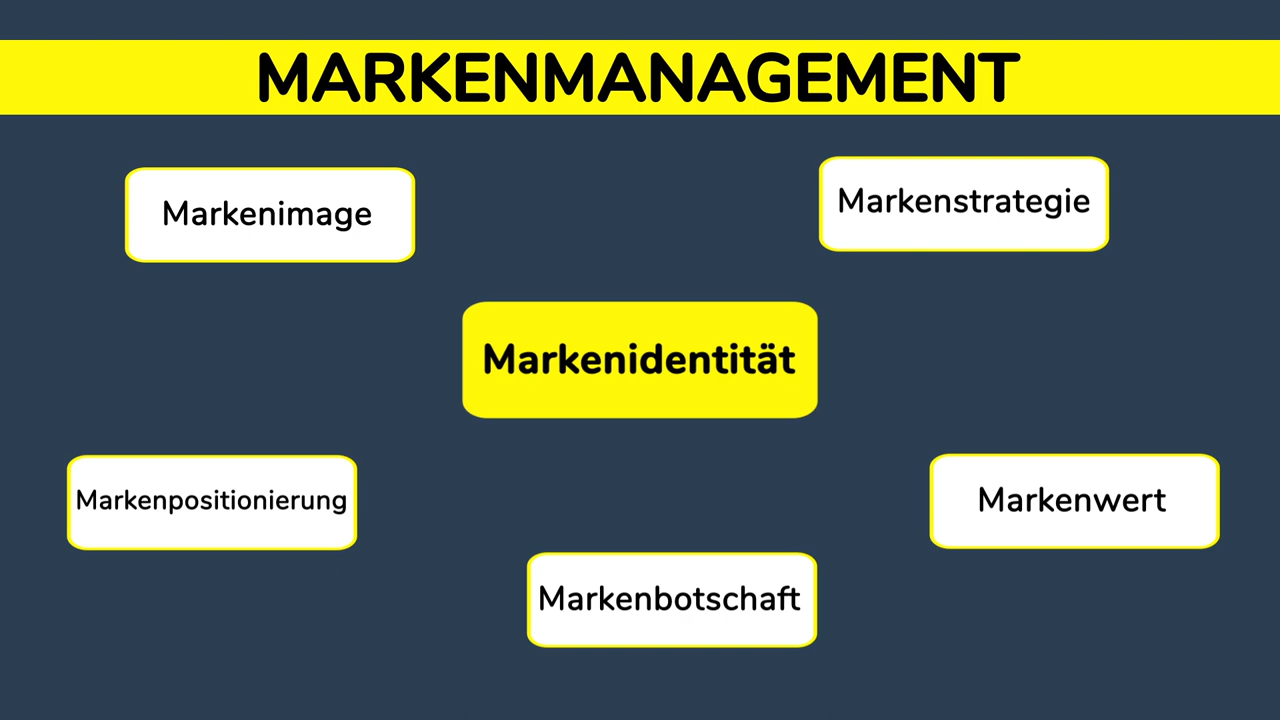 MARKENMANAGEMENT
Markenimage
Markenstrategie
Markenidentität
Markenpositionierung
Markenwert
Markenbotschaft